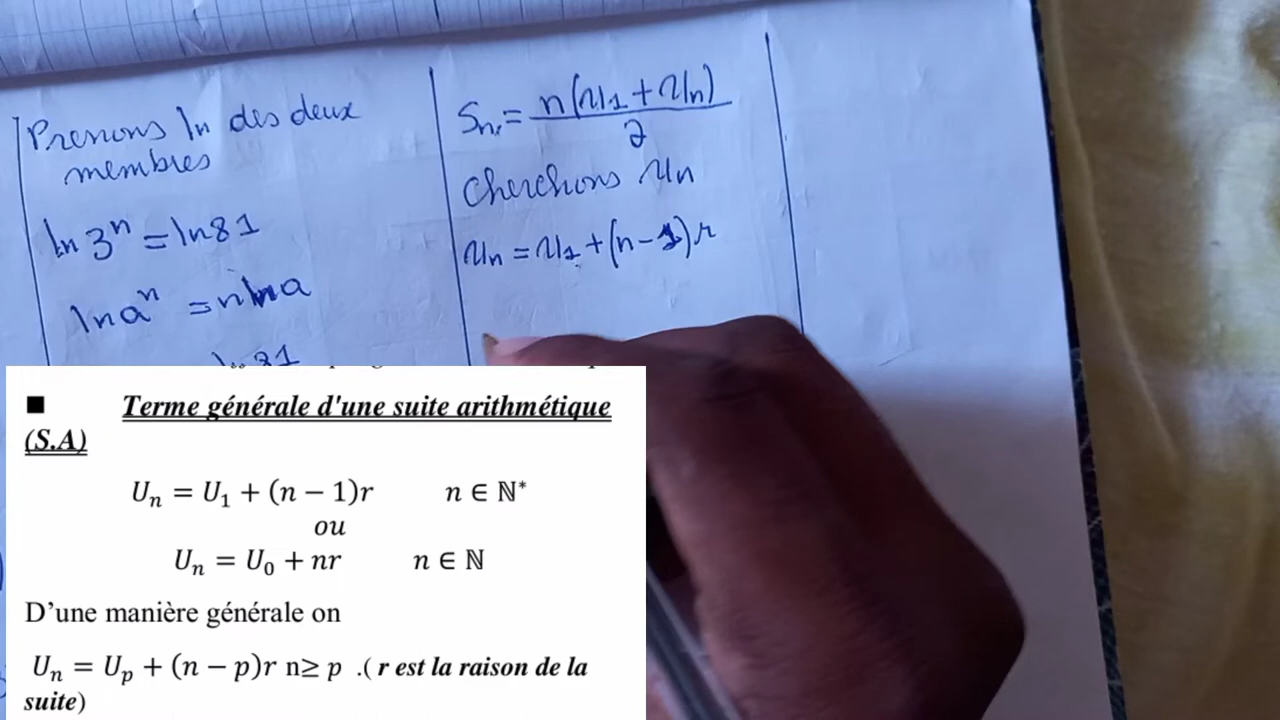 Prenons ln des deux
membres
ln 3ⁿ = ln 81
ln aⁿ = n ln a
Sₙ = n(U₁ + Uₙ) / 2
Cherchons Uₙ
Uₙ = U₁ + (n - 1)r
■ Terme générale d'une suite arithmétique
(S.A)
Uₙ = U₁ + (n − 1)r n ∈ ℕ*
ou
Uₙ = U₀ + nr n ∈ ℕ
D’une manière générale on
Uₙ = Uₚ + (n − p)r n≥ p .( r est la raison de la
suite)